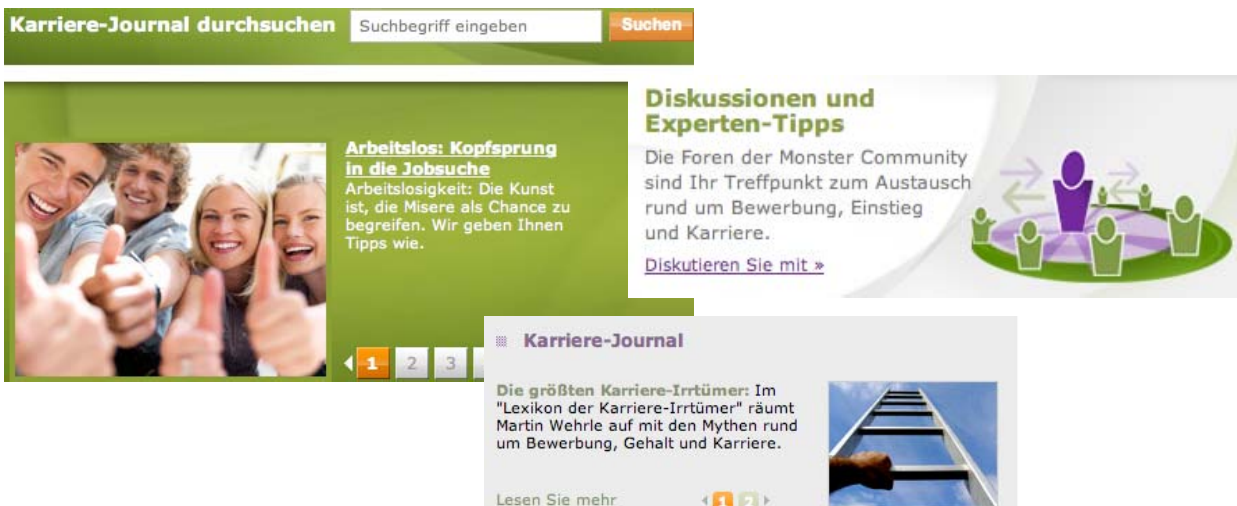 Karriere-Journal durchsuchen
Suchbegriff eingeben
Suchen
Arbeitslos: Kopfsprung
in die Jobsuche
Arbeitslosigkeit: Die Kunst
ist, die Misere als Chance zu
begreifen. Wir geben Ihnen
Tipps wie.
1 2 3
Diskussionen und
Experten-Tipps
Die Foren der Monster Community
sind Ihr Treffpunkt zum Austausch
rund um Bewerbung, Einstieg
und Karriere.
Diskutieren Sie mit »
Karriere-Journal
Die größten Karriere-Irrtümer: Im
"Lexikon der Karriere-Irrtümer" räumt
Martin Wehrle auf mit den Mythen rund
um Bewerbung, Gehalt und Karriere.
Lesen Sie mehr
1 2